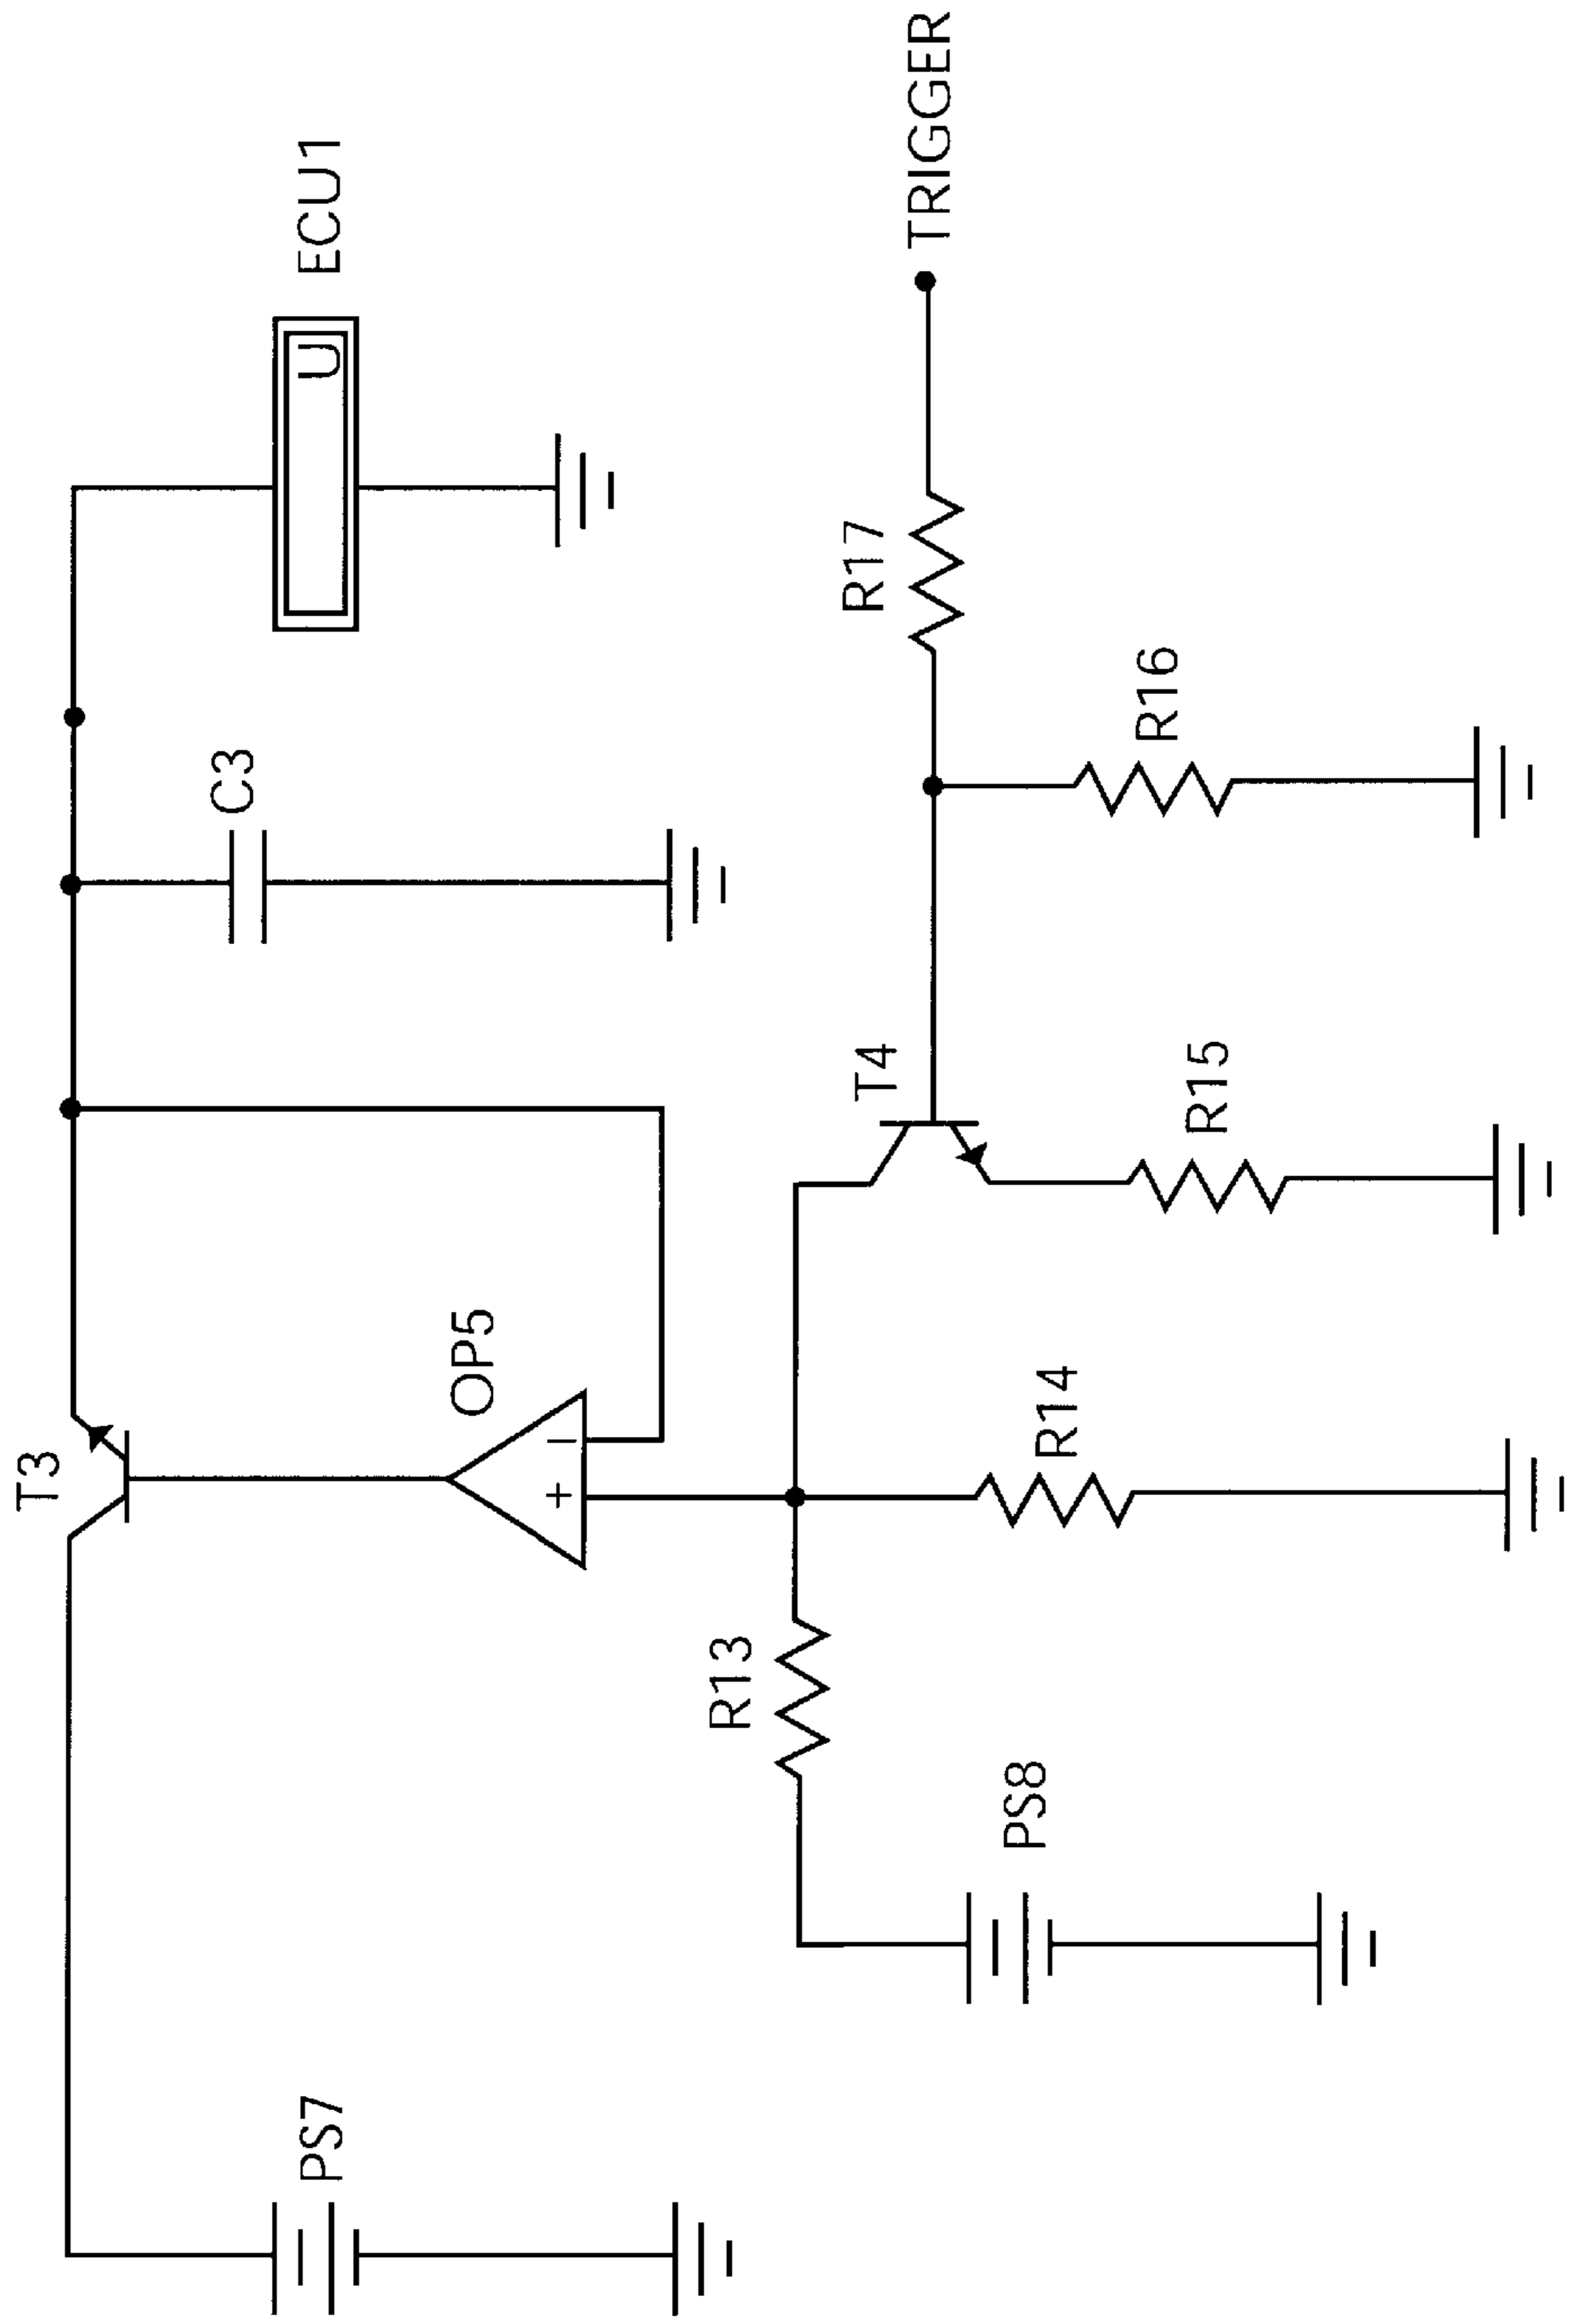 T3
OP5
C3
ECU1
U
PS7
+
−
R13
T4
R17
TRIGGER
PS8
R14
R15
R16